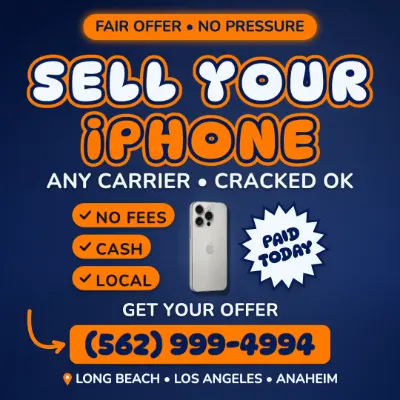 FAIR OFFER • NO PRESSURE
SELL YOUR
iPHONE
ANY CARRIER • CRACKED OK
NO FEES
CASH
LOCAL
PAID
TODAY
GET YOUR OFFER
(562) 999-4994
LONG BEACH • LOS ANGELES • ANAHEIM